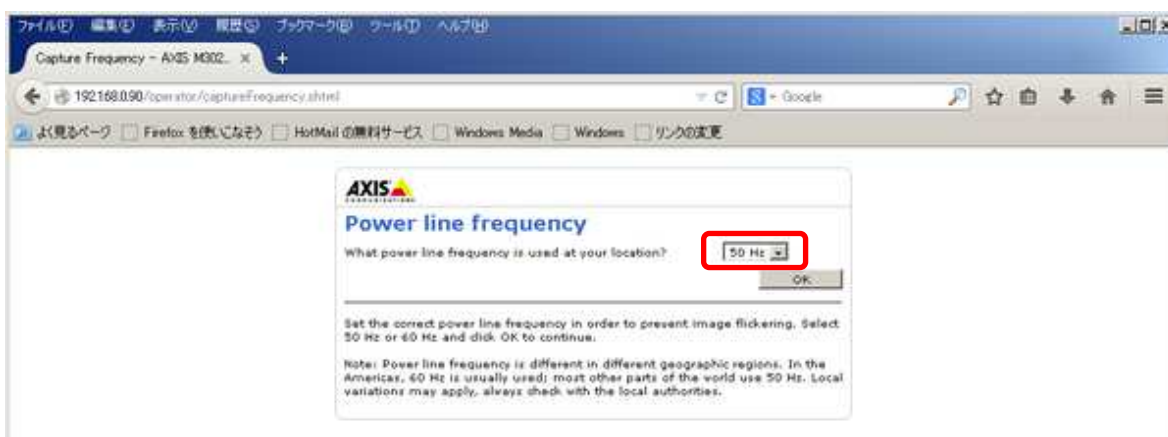 ファイル(F) 編集(E) 表示(V) 履歴(S) ブックマーク(B) ツール(T) ヘルプ(H)
Capture Frequency - AXIS M302... × +
192.168.0.90/operator/captureFrequency.shtml Google
よく見るページ Firefox を使いこなそう HotMail の無料サービス Windows Media Windows リンクの変更
AXIS
COMMUNICATIONS
Power line frequency
What power line frequency is used at your location? 50 Hz
OK
Set the correct power line frequency in order to prevent image flickering. Select
50 Hz or 60 Hz and click OK to continue.
Note: Power line frequency is different in different geographic regions. In the
Americas, 60 Hz is usually used; most other parts of the world use 50 Hz. Local
variations may apply, always check with the local authorities.